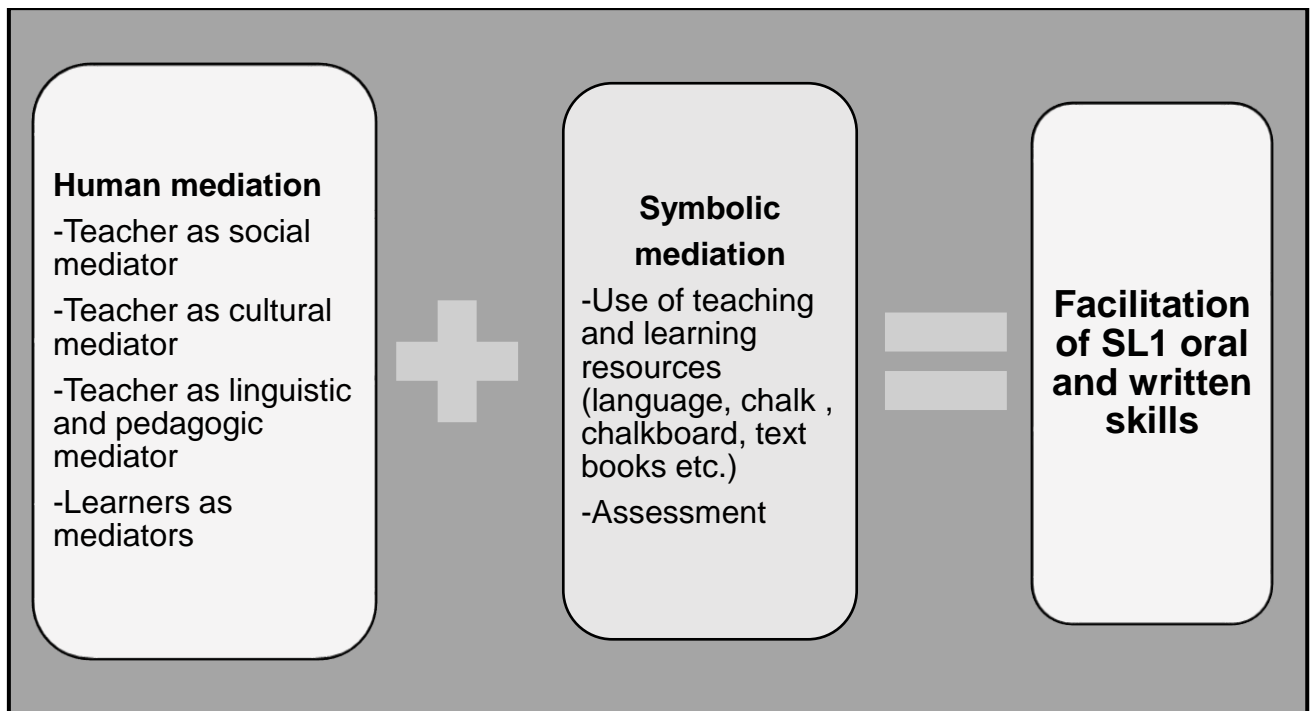 Human mediation
-Teacher as social
mediator
-Teacher as cultural
mediator
-Teacher as linguistic
and pedagogic
mediator
-Learners as
mediators
Symbolic
mediation
-Use of teaching
and learning
resources
(language, chalk ,
chalkboard, text
books etc.)
-Assessment
Facilitation
of SL1 oral
and written
skills